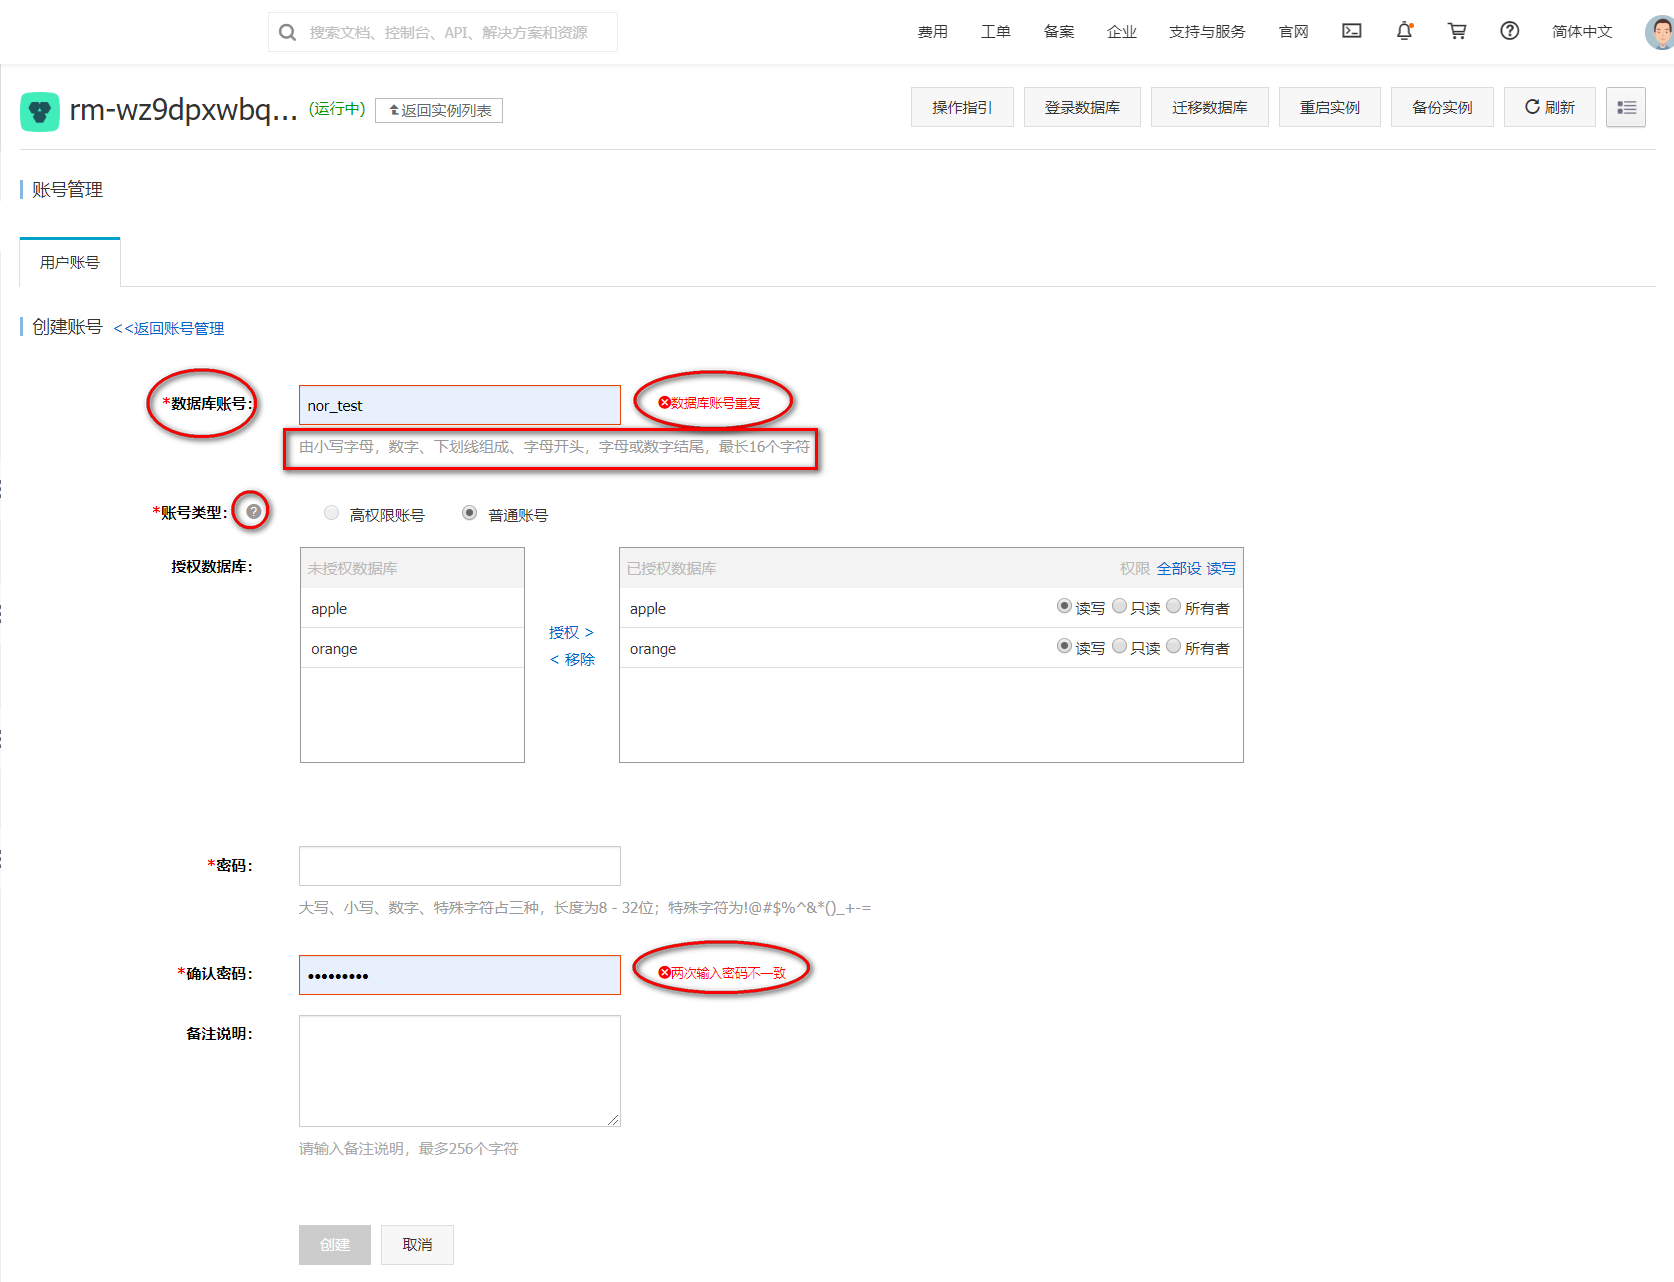 搜索文档、控制台、API、解决方案和资源
费用 工单 备案 企业 支持与服务 官网 简体中文
rm-wz9dpxwbq... (运行中) 返回实例列表 操作指引 登录数据库 迁移数据库 重启实例 备份实例 刷新
账号管理
用户账号
创建账号 <<返回账号管理
*数据库账号: nor_test 数据库账号重复
由小写字母，数字、下划线组成、字母开头，字母或数字结尾，最长16个字符
*账号类型: ? 高权限账号 普通账号
授权数据库: 未授权数据库 已授权数据库 权限 全部设 读写
apple apple 读写 只读 所有者
授权 >
orange orange 读写 只读 所有者
< 移除
*密码:
大写、小写、数字、特殊字符占三种，长度为8 - 32位；特殊字符为!@#$%^&*()_+-=
*确认密码: ••••••••• 两次输入密码不一致
备注说明:
请输入备注说明，最多256个字符
创建 取消